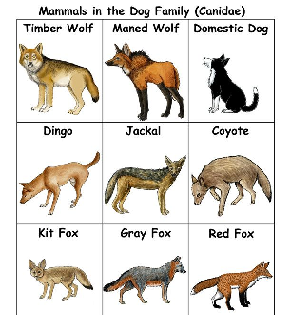 Mammals in the Dog Family (Canidae)
Timber Wolf Maned Wolf Domestic Dog
Dingo Jackal Coyote
Kit Fox Gray Fox Red Fox